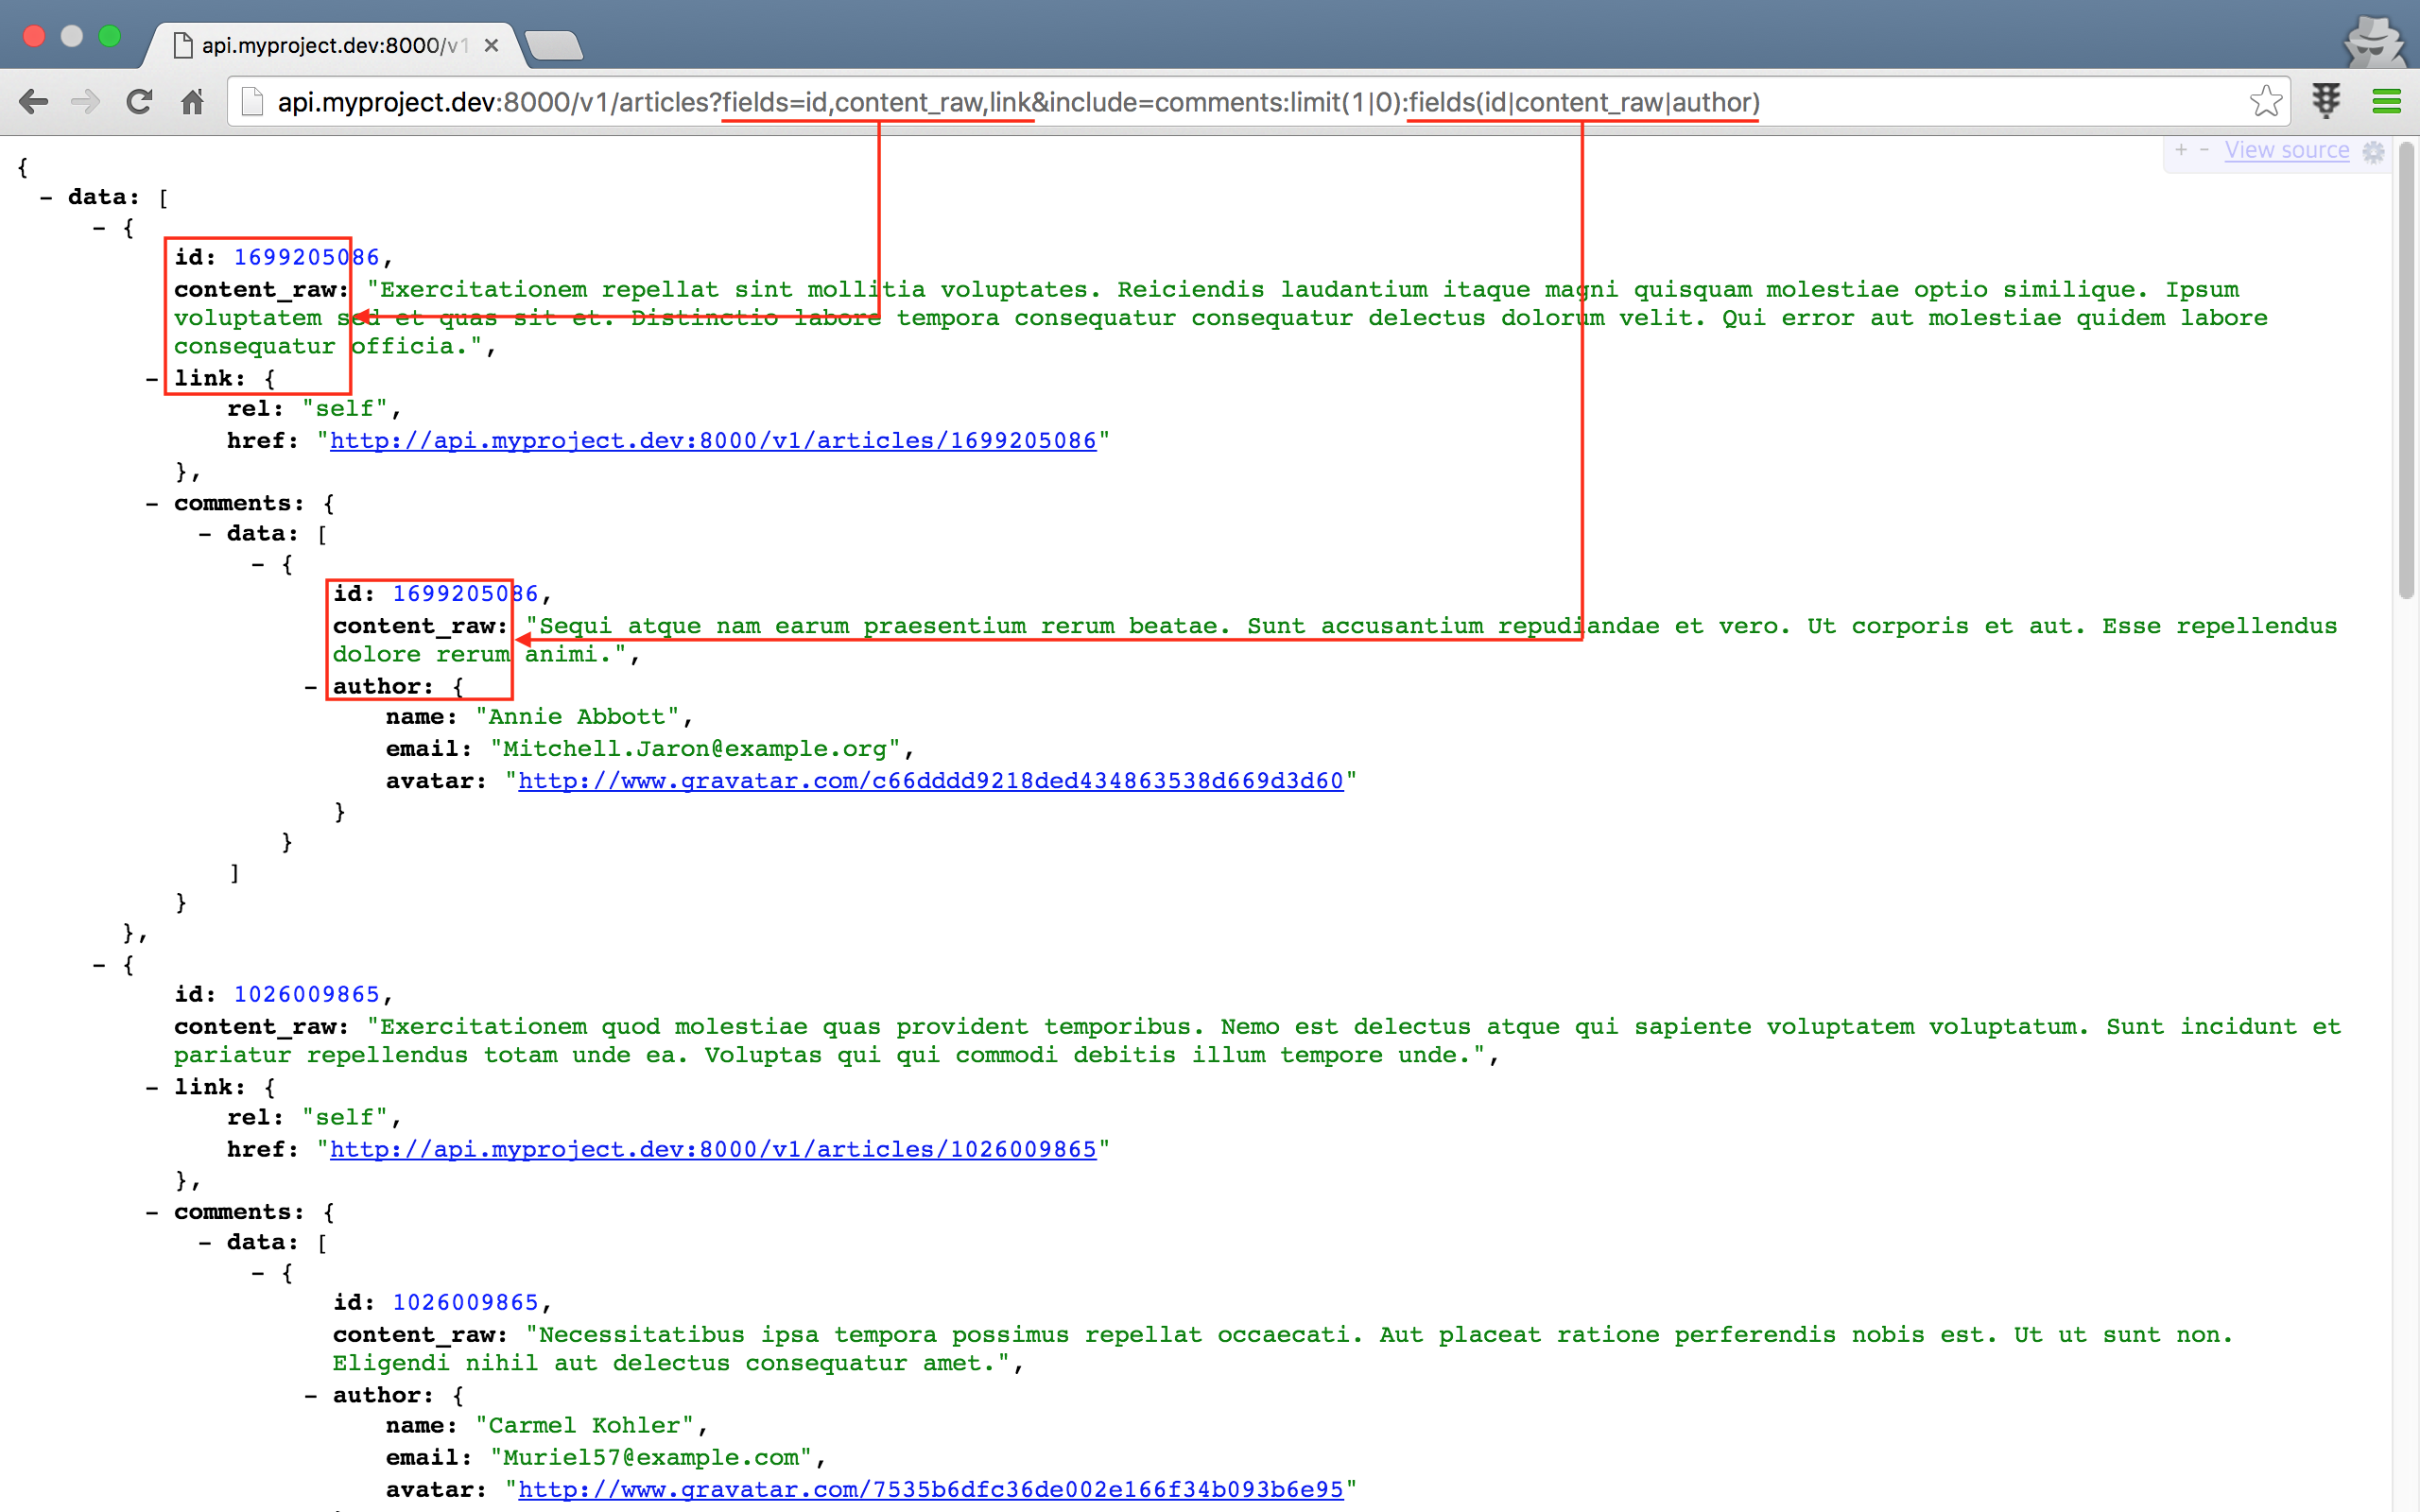 api.myproject.dev:8000/v1
api.myproject.dev:8000/v1/articles?fields=id,content_raw,link&include=comments:limit(1|0):fields(id|content_raw|author)
+ - View source
{
- data: [
- {
id: 1699205086,
content_raw: "Exercitationem repellat sint mollitia voluptates. Reiciendis laudantium itaque magni quisquam molestiae optio similique. Ipsum
voluptatem sed et quas sit et. Distinctio labore tempora consequatur consequatur delectus dolorum velit. Qui error aut molestiae quidem labore
consequatur officia.",
- link: {
rel: "self",
href: "http://api.myproject.dev:8000/v1/articles/1699205086"
},
- comments: {
- data: [
- {
id: 1699205086,
content_raw: "Sequi atque nam earum praesentium rerum beatae. Sunt accusantium repudiandae et vero. Ut corporis et aut. Esse repellendus
dolore rerum animi.",
- author: {
name: "Annie Abbott",
email: "Mitchell.Jaron@example.org",
avatar: "http://www.gravatar.com/c66dddd9218ded434863538d669d3d60"
}
}
]
}
},
- {
id: 1026009865,
content_raw: "Exercitationem quod molestiae quas provident temporibus. Nemo est delectus atque qui sapiente voluptatem voluptatum. Sunt incidunt et
pariatur repellendus totam unde ea. Voluptas qui qui commodi debitis illum tempore unde.",
- link: {
rel: "self",
href: "http://api.myproject.dev:8000/v1/articles/1026009865"
},
- comments: {
- data: [
- {
id: 1026009865,
content_raw: "Necessitatibus ipsa tempora possimus repellat occaecati. Aut placeat ratione perferendis nobis est. Ut ut sunt non.
Eligendi nihil aut delectus consequatur amet.",
- author: {
name: "Carmel Kohler",
email: "Muriel57@example.com",
avatar: "http://www.gravatar.com/7535b6dfc36de002e166f34b093b6e95"